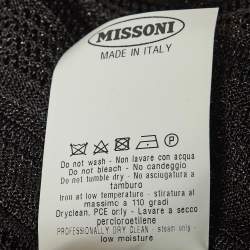 MISSONI
MADE IN ITALY
Do not wash - Non lavare con acqua
Do not bleach - No candeggio
Do not tumble dry - No asciugatura a
tamburo
Iron at low temperature - stiratura al
massimo a 110 gradi
Dryclean, PCE only - Lavare a secco
percloroetilene
PROFESSIONALLY DRY CLEAN - steam only
low moisture